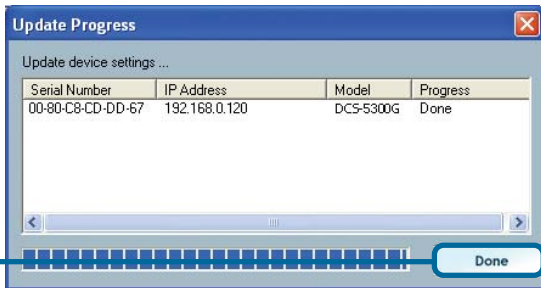 Update Progress
Update device settings ...
Serial Number IP Address Model Progress
00-80-C8-CD-DD-67 192.168.0.120 DCS-5300G Done
Done